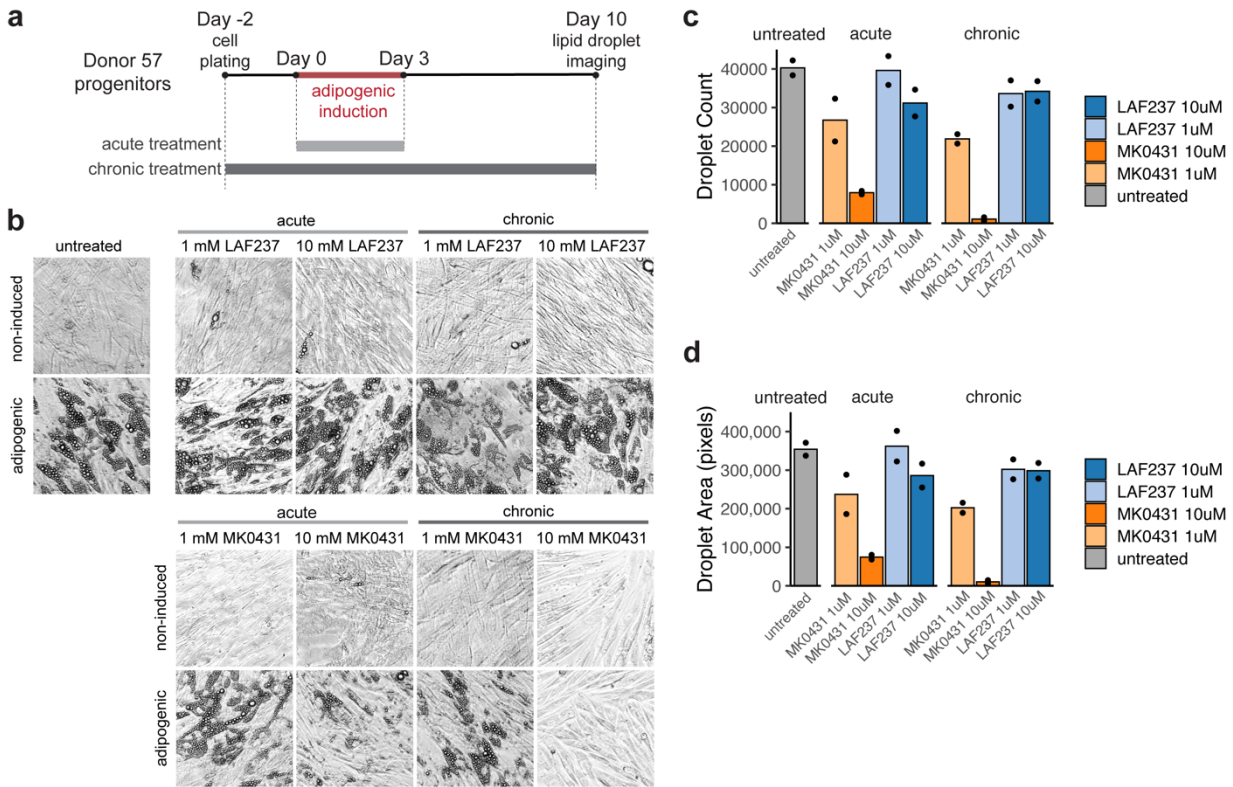 a
Day -2
cell
plating
Day 10
lipid droplet
imaging
Donor 57
progenitors
Day 0
Day 3
adipogenic
induction
acute treatment
chronic treatment
b
acute
chronic
untreated
1 mM LAF237
10 mM LAF237
1 mM LAF237
10 mM LAF237
non-induced
adipogenic
acute
chronic
1 mM MK0431
10 mM MK0431
1 mM MK0431
10 mM MK0431
non-induced
adipogenic
c
untreated
acute
chronic
Droplet Count
40000
30000
20000
10000
0
untreated
MK0431 1uM
MK0431 10uM
LAF237 1uM
LAF237 10uM
MK0431 1uM
MK0431 10uM
LAF237 1uM
LAF237 10uM
LAF237 10uM
LAF237 1uM
MK0431 10uM
MK0431 1uM
untreated
d
untreated
acute
chronic
Droplet Area (pixels)
400,000
300,000
200,000
100,000
0
untreated
MK0431 1uM
MK0431 10uM
LAF237 1uM
LAF237 10uM
MK0431 1uM
MK0431 10uM
LAF237 1uM
LAF237 10uM
LAF237 10uM
LAF237 1uM
MK0431 10uM
MK0431 1uM
untreated